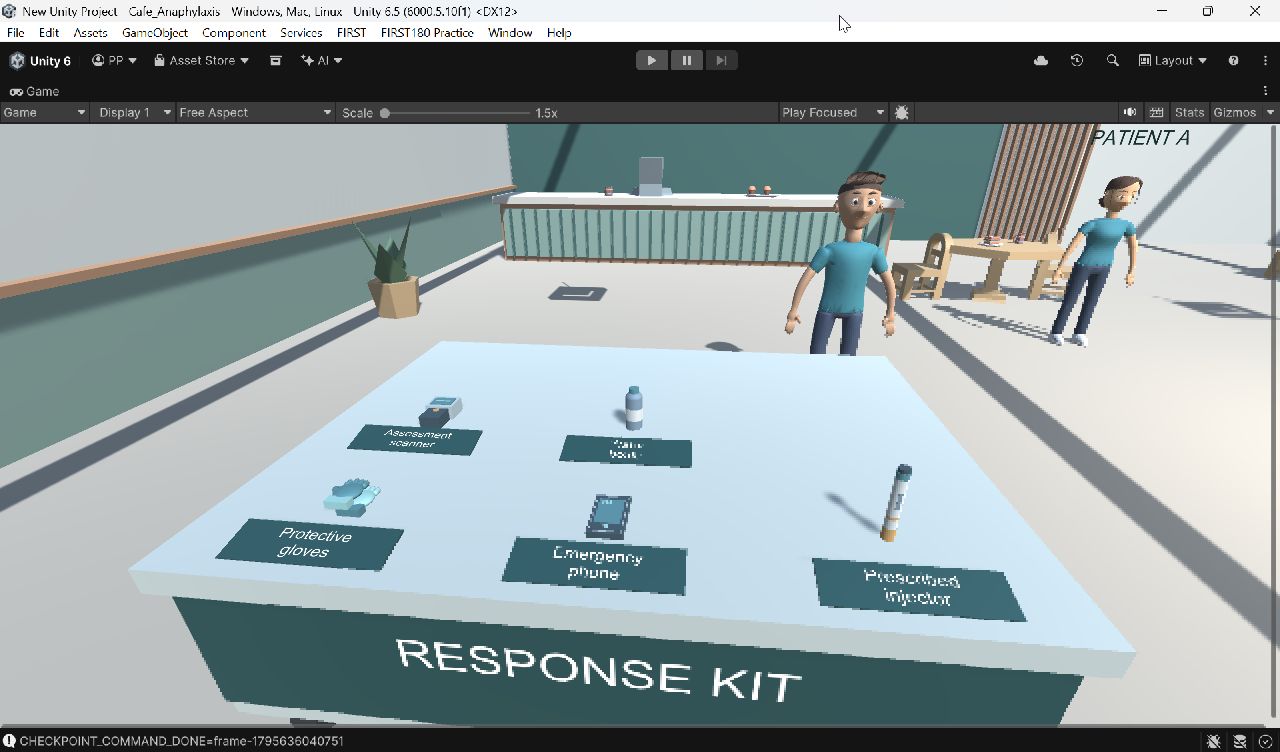 New Unity Project - Cafe_Anaphylaxis - Windows, Mac, Linux - Unity 6.5 (6000.5.10f1) <DX12>
File Edit Assets GameObject Component Services FIRST FIRST180 Practice Window Help
Unity 6 PP Asset Store AI Layout
Game
Game Display 1 Free Aspect Scale 1.5x Play Focused Stats Gizmos
PATIENT A
Assessment
scanner
Protective
gloves
Emergency
phone
Prescribed
injector
RESPONSE KIT
CHECKPOINT_COMMAND_DONE=frame-1795636040751